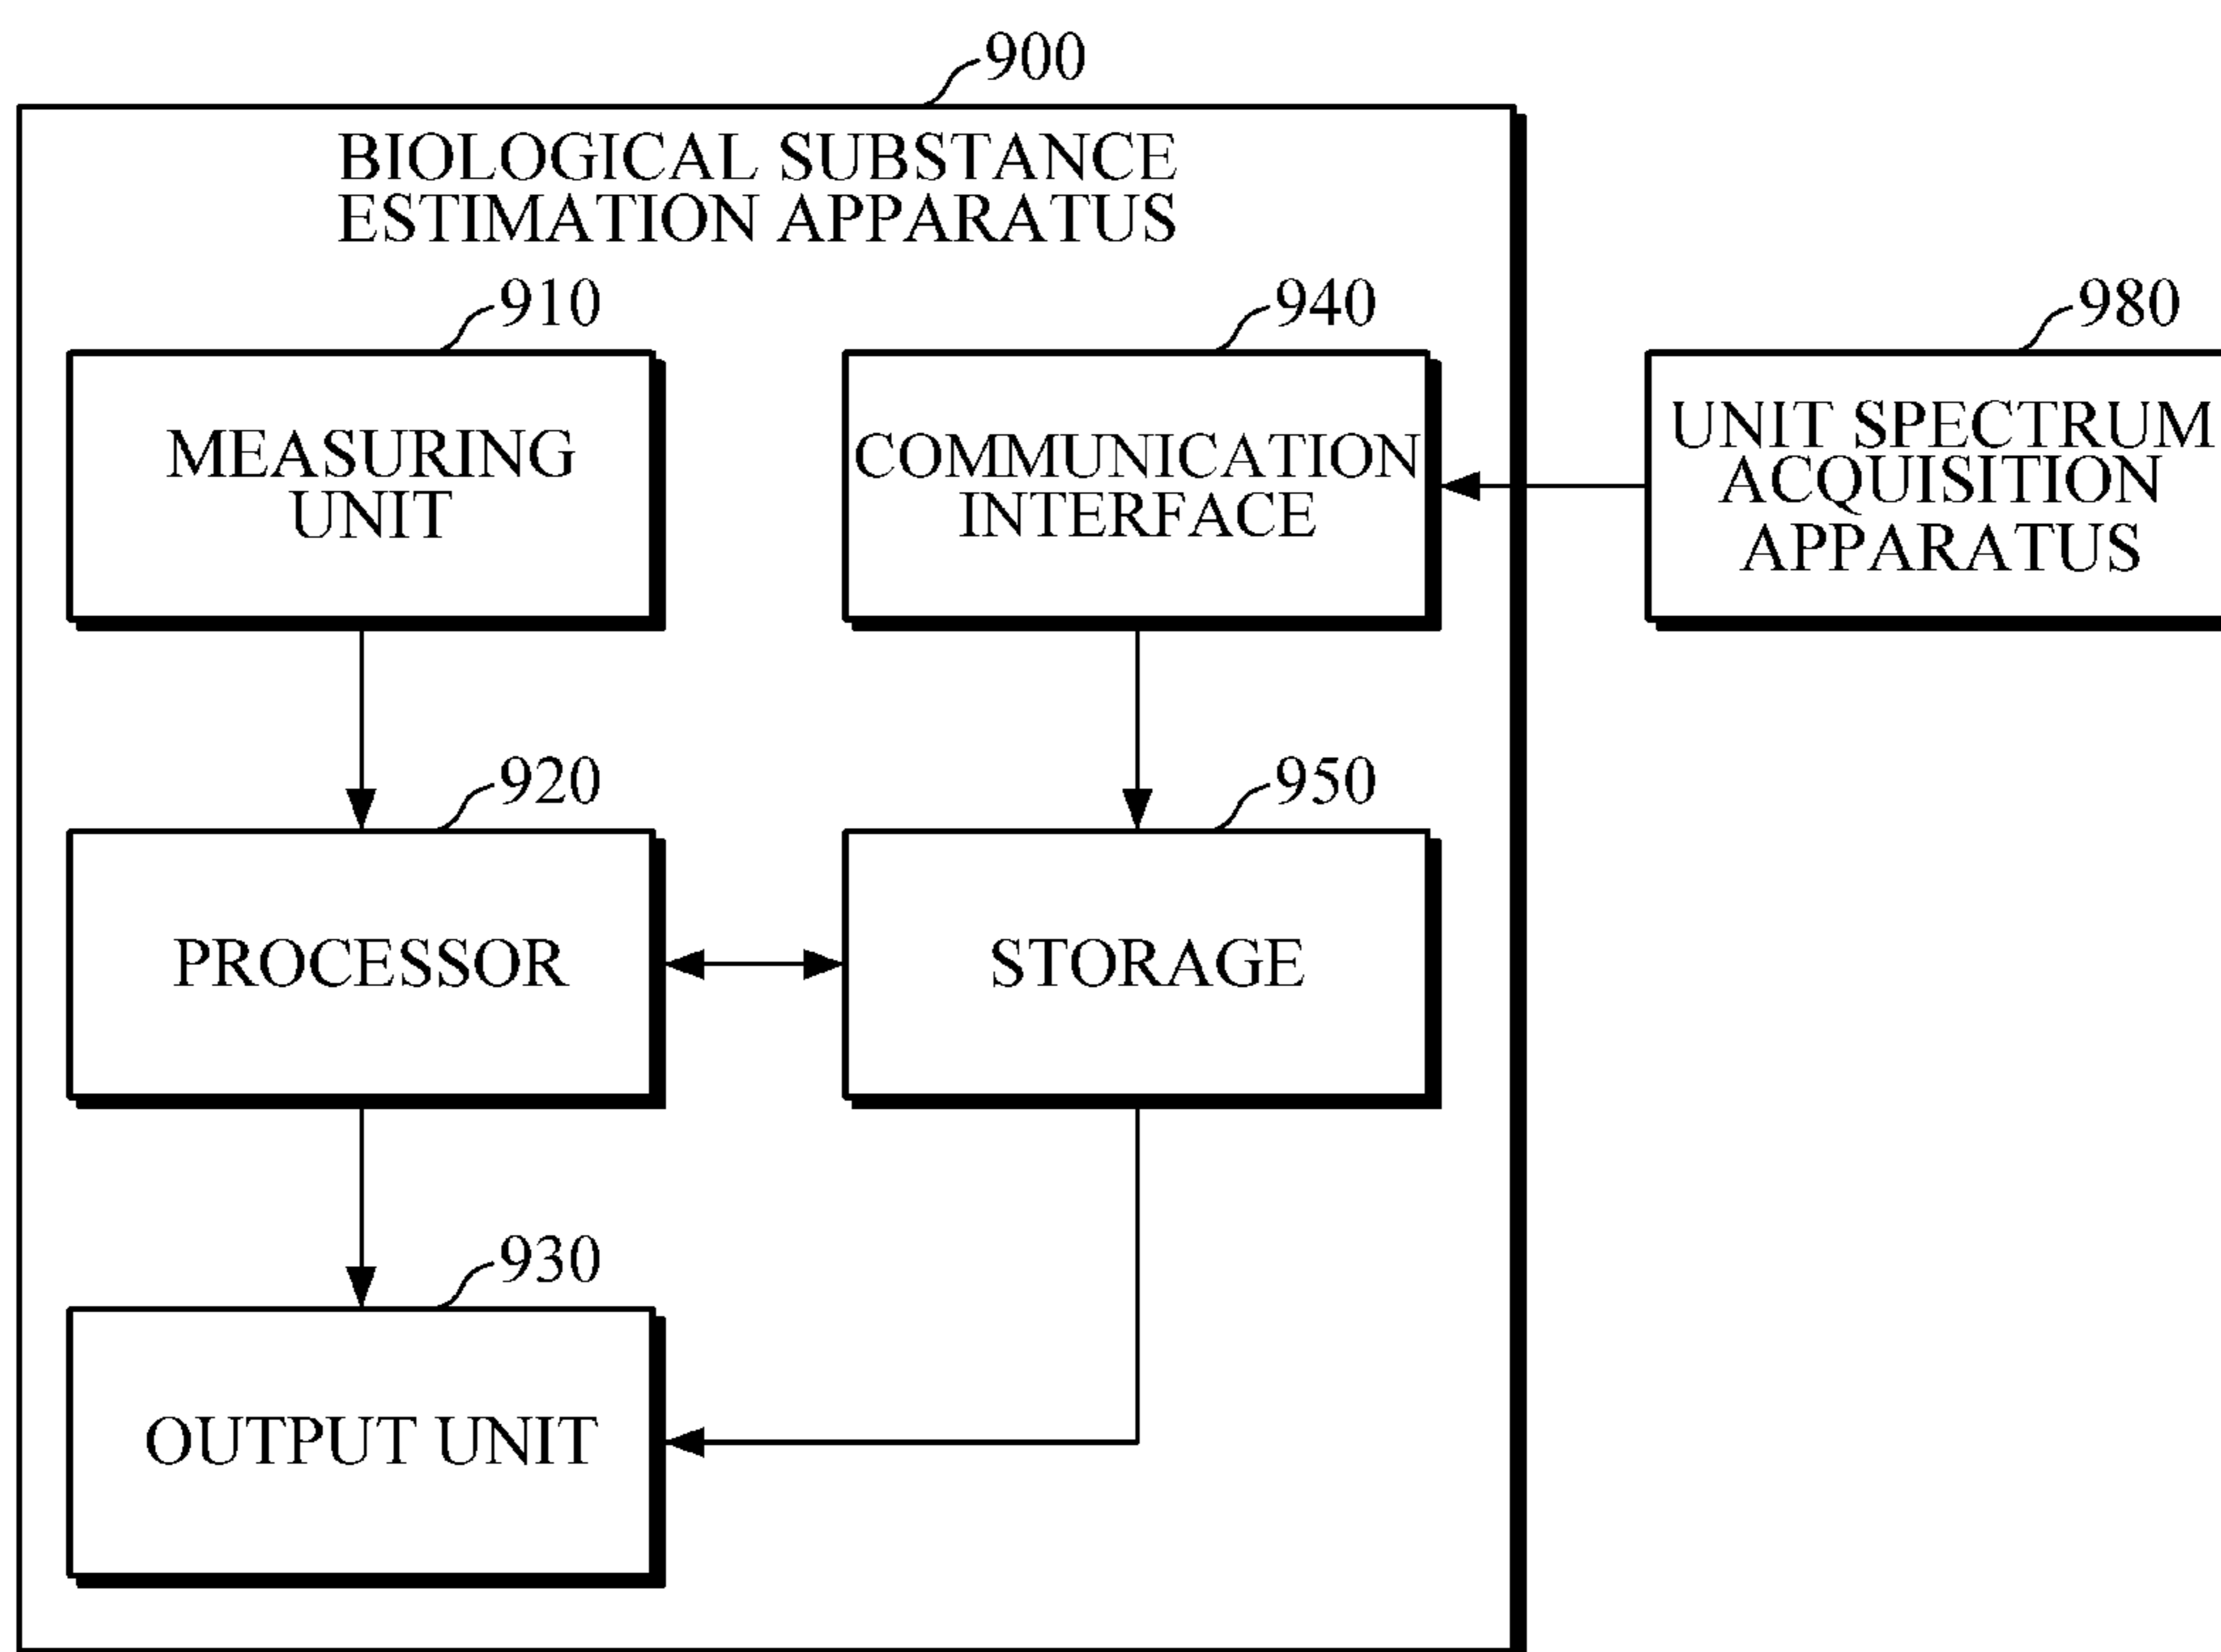 900
BIOLOGICAL SUBSTANCE
ESTIMATION APPARATUS
910
940
980
MEASURING
UNIT
COMMUNICATION
INTERFACE
UNIT SPECTRUM
ACQUISITION
APPARATUS
920
950
PROCESSOR
STORAGE
930
OUTPUT UNIT